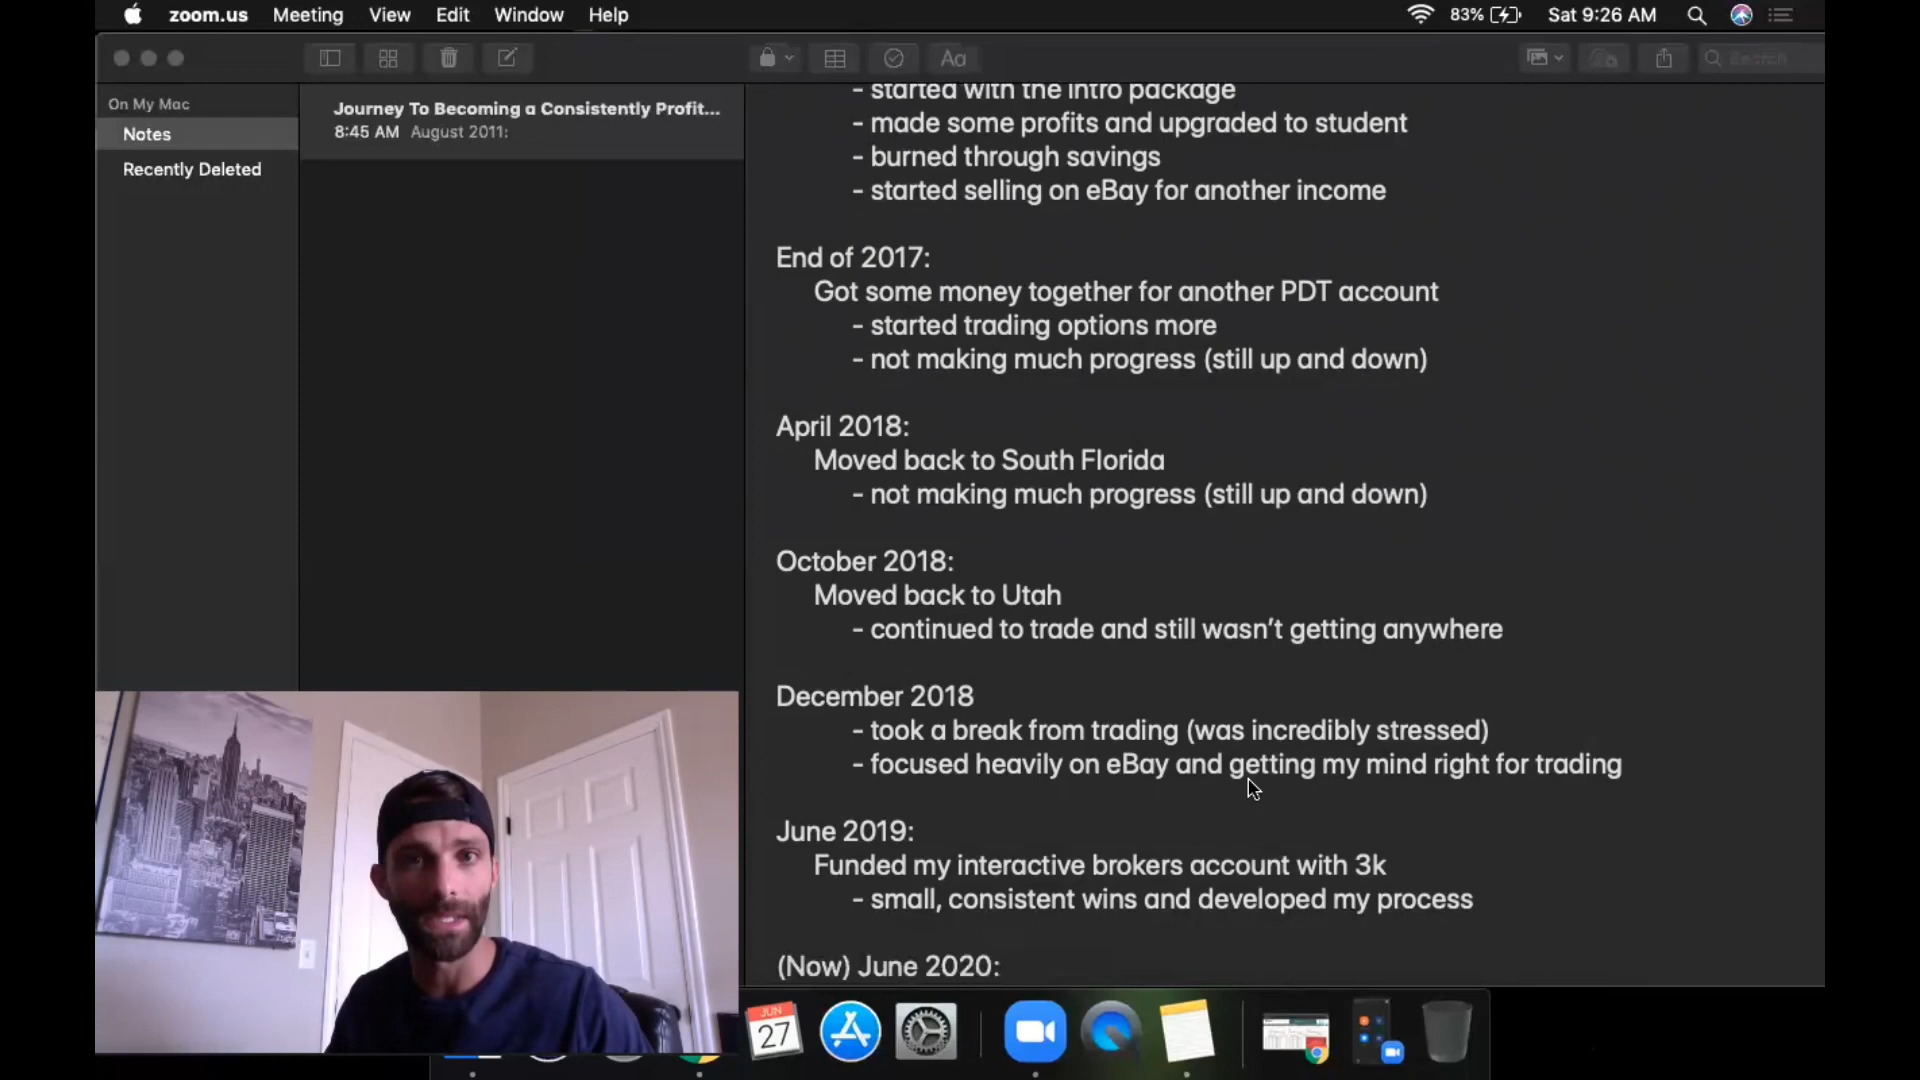 zoom.us Meeting View Edit Window Help 83% Sat 9:26 AM
Aa
Search
On My Mac
Notes
Recently Deleted
Journey To Becoming a Consistently Profit...
8:45 AM August 2011:
- started with the intro package
- made some profits and upgraded to student
- burned through savings
- started selling on eBay for another income
End of 2017:
Got some money together for another PDT account
- started trading options more
- not making much progress (still up and down)
April 2018:
Moved back to South Florida
- not making much progress (still up and down)
October 2018:
Moved back to Utah
- continued to trade and still wasn't getting anywhere
December 2018
- took a break from trading (was incredibly stressed)
- focused heavily on eBay and getting my mind right for trading
June 2019:
Funded my interactive brokers account with 3k
- small, consistent wins and developed my process
(Now) June 2020:
JUN
27